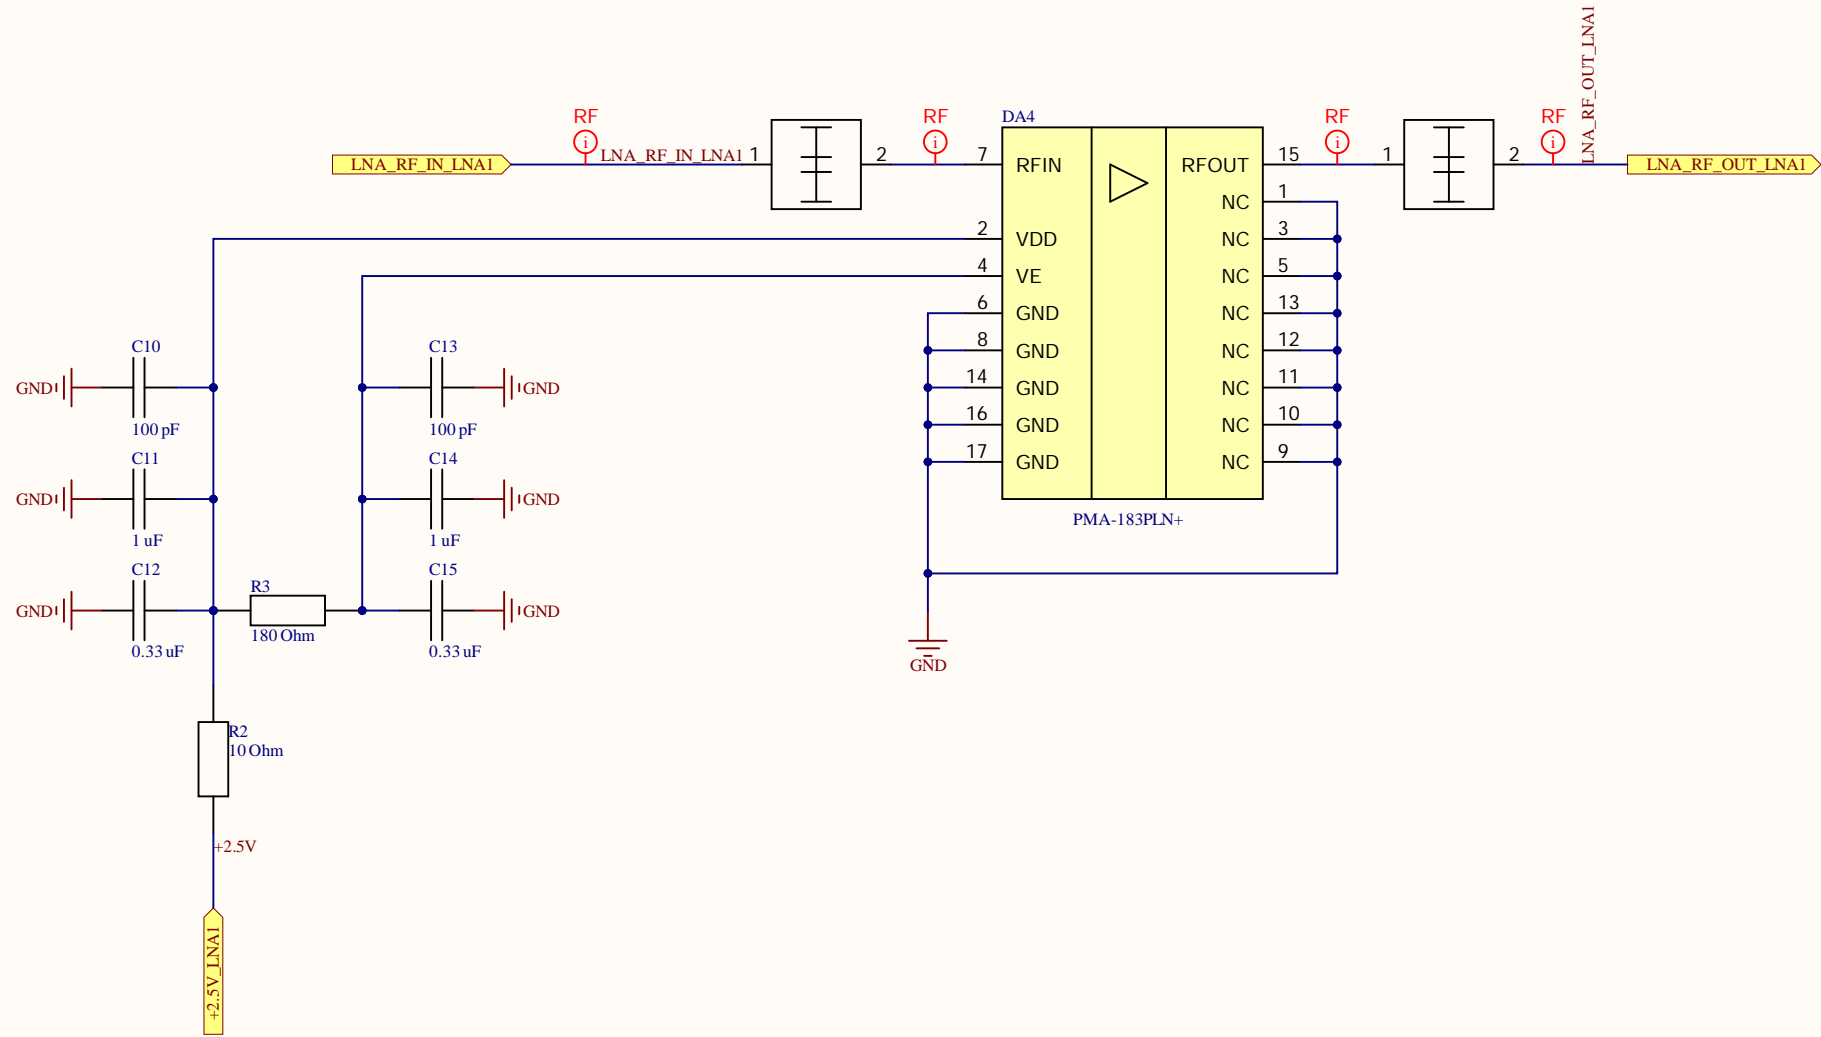 LNA_RF_OUT_LNA1
RF
RF
DA4
RF
RF
LNA_RF_IN_LNA1
LNA_RF_IN_LNA1
1
2
7
RFIN
RFOUT
15
1
2
LNA_RF_OUT_LNA1
NC
1
2
VDD
NC
3
4
VE
NC
5
6
GND
NC
13
8
GND
NC
12
14
GND
NC
11
16
GND
NC
10
17
GND
NC
9
PMA-183PLN+
C10
GND
100 pF
C13
GND
100 pF
C11
GND
1 uF
C14
GND
1 uF
C12
GND
0.33 uF
R3
180 Ohm
C15
GND
0.33 uF
GND
R2
10 Ohm
+2.5V
+2.5V_LNA1